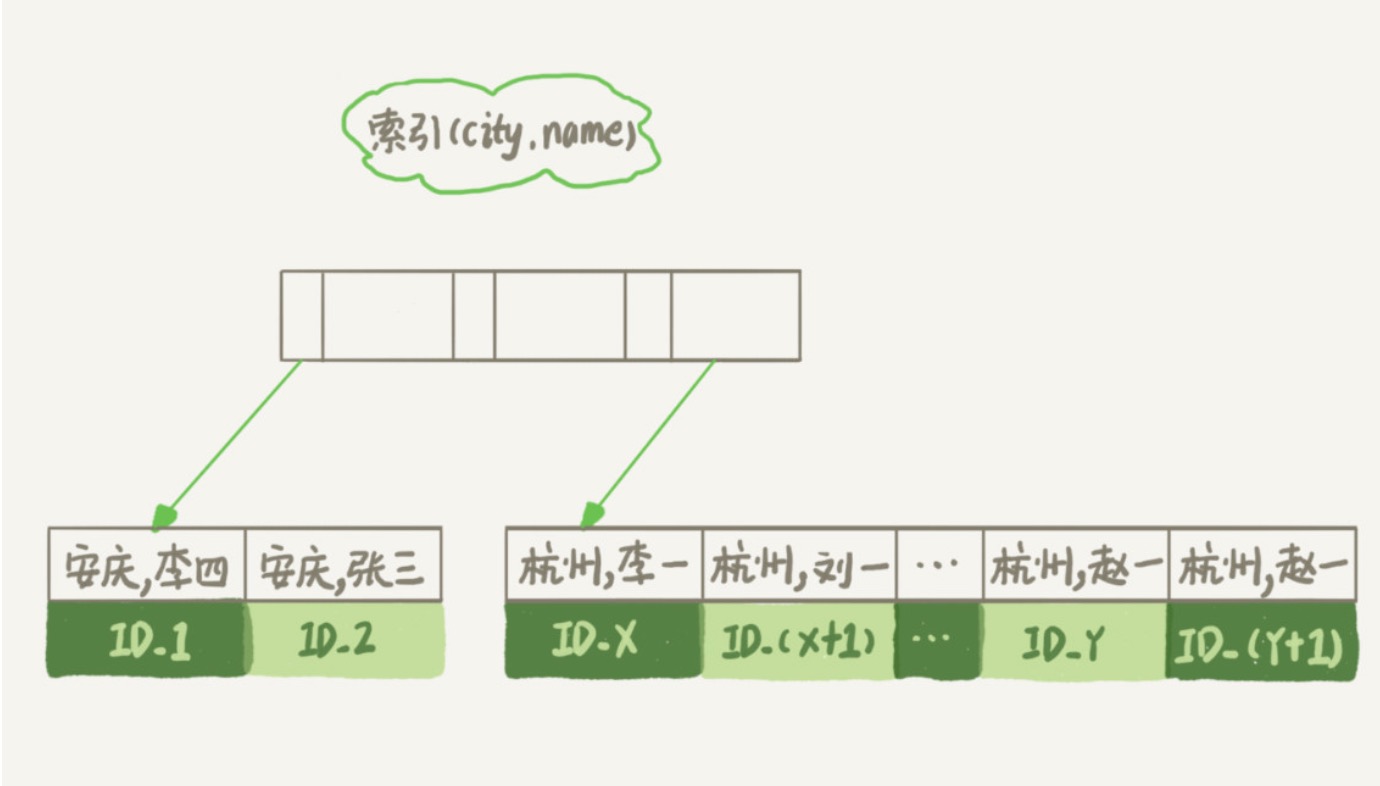 索引(city,name)
安庆,李四 安庆,张三 杭州,李一 杭州,刘一 ... 杭州,赵一 杭州,赵一
ID_1 ID_2 ID_X ID_(X+1) ... ID_Y ID_(Y+1)